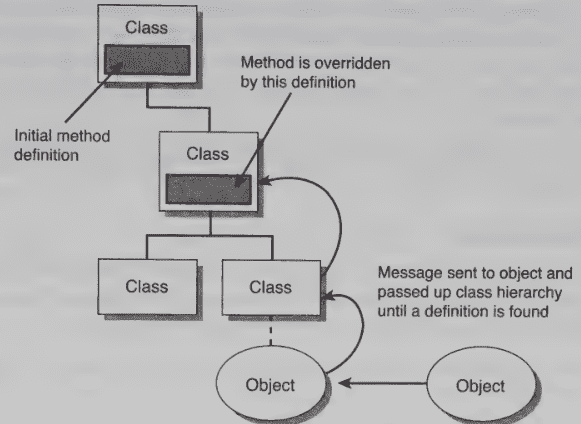 Class
Method is overridden
by this definition
Initial method
definition
Class
Class
Class
Message sent to object and
passed up class hierarchy
until a definition is found
Object
Object